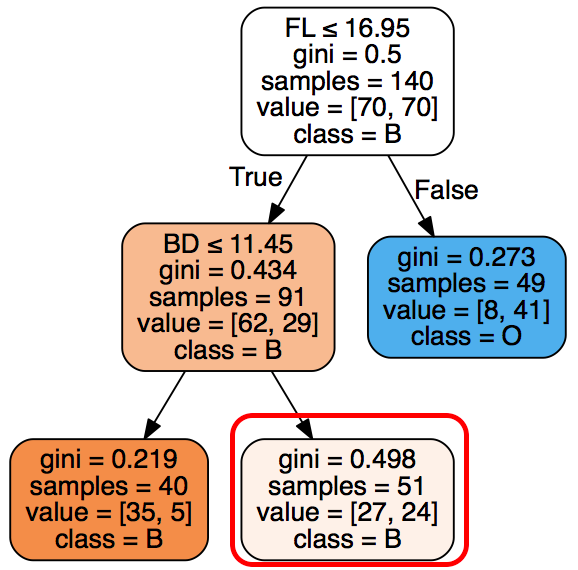 FL ≤ 16.95
gini = 0.5
samples = 140
value = [70, 70]
class = B
True
False
BD ≤ 11.45
gini = 0.434
samples = 91
value = [62, 29]
class = B
gini = 0.273
samples = 49
value = [8, 41]
class = O
gini = 0.219
samples = 40
value = [35, 5]
class = B
gini = 0.498
samples = 51
value = [27, 24]
class = B